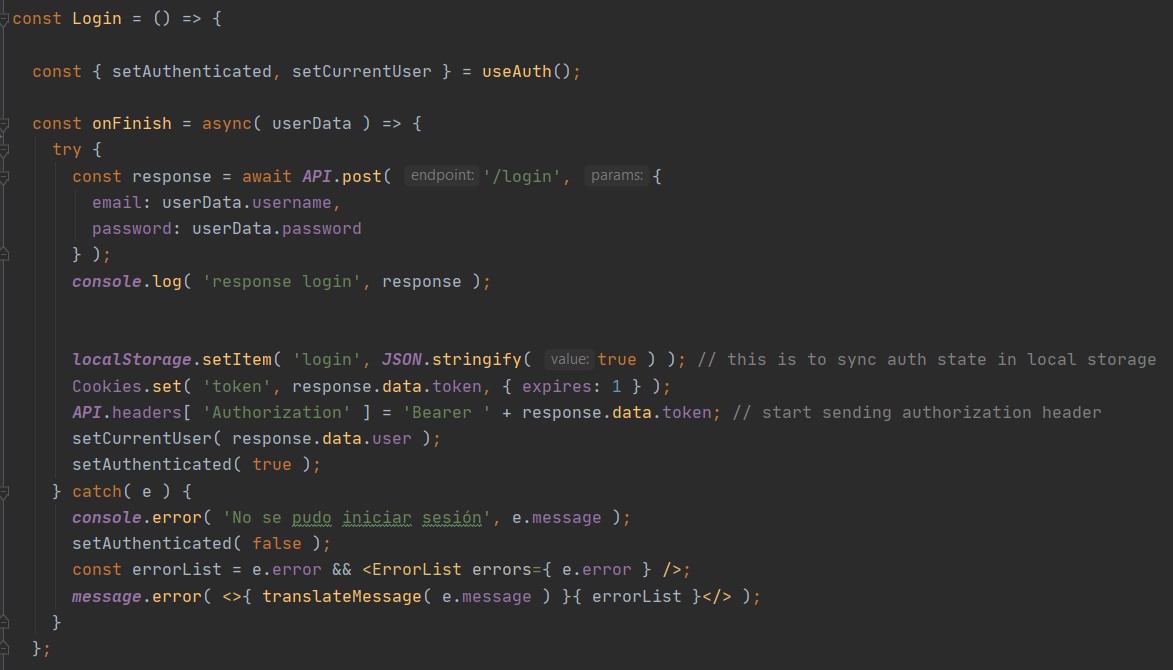 const Login = () => {
const { setAuthenticated, setCurrentUser } = useAuth();
const onFinish = async( userData ) => {
try {
const response = await API.post( endpoint: '/login', params: {
email: userData.username,
password: userData.password
} );
console.log( 'response login', response );
localStorage.setItem( 'login', JSON.stringify( value: true ) ); // this is to sync auth state in local storage
Cookies.set( 'token', response.data.token, { expires: 1 } );
API.headers[ 'Authorization' ] = 'Bearer ' + response.data.token; // start sending authorization header
setCurrentUser( response.data.user );
setAuthenticated( true );
} catch( e ) {
console.error( 'No se pudo iniciar sesión', e.message );
setAuthenticated( false );
const errorList = e.error && <ErrorList errors={ e.error } />;
message.error( <>{ translateMessage( e.message ) }{ errorList }</> );
}
};